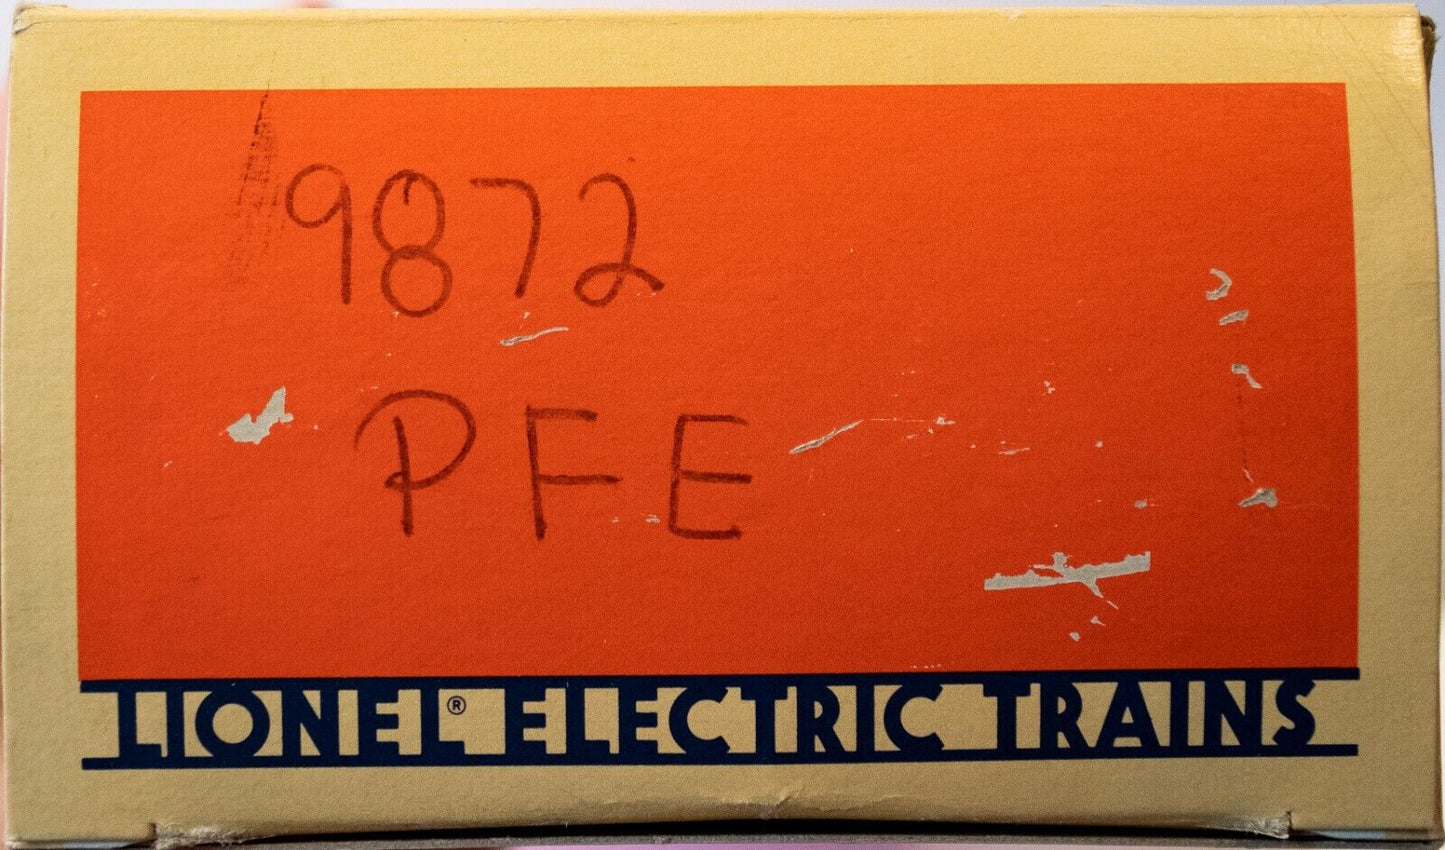 9872
PFE
LIONEL® ELECTRIC TRAINS